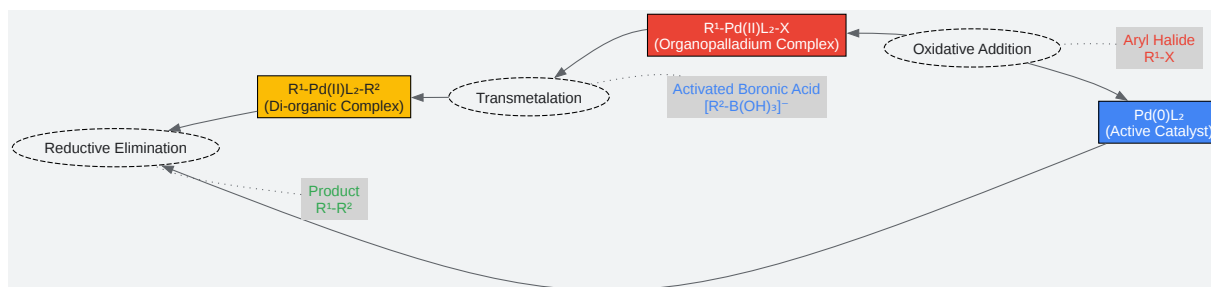 R¹-Pd(II)L₂-X
(Organopalladium Complex)
Oxidative Addition
Aryl Halide
R¹-X
R¹-Pd(II)L₂-R²
(Di-organic Complex)
Transmetalation
Activated Boronic Acid
[R²-B(OH)₃]⁻
Pd(0)L₂
(Active Catalyst)
Reductive Elimination
Product
R¹-R²